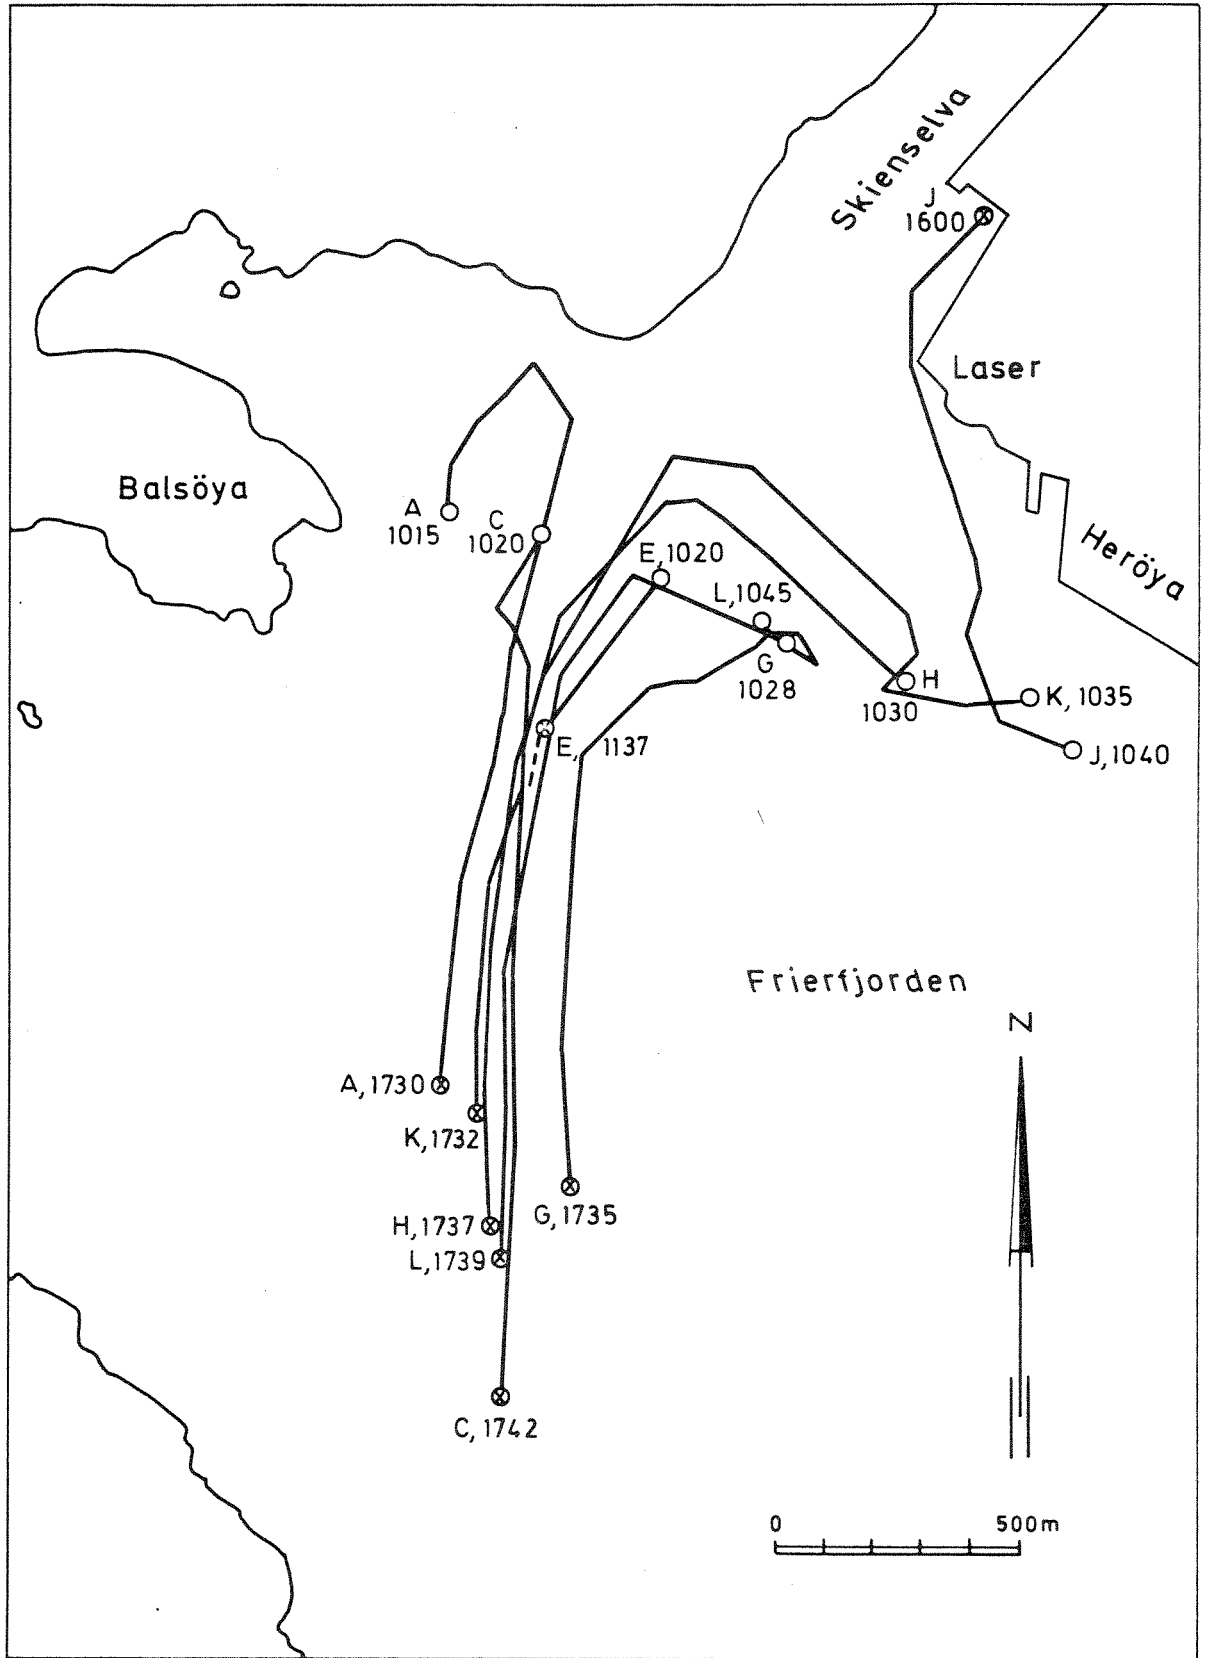 Skienselva
J
1600
Laser
Balsöya
A
1015
C
1020
Heröya
E, 1020
L, 1045
G
1028
H
1030
K, 1035
E, 1137
J, 1040
Frierfjorden
N
A, 1730
K, 1732
G, 1735
H, 1737
L, 1739
C, 1742
0 500m